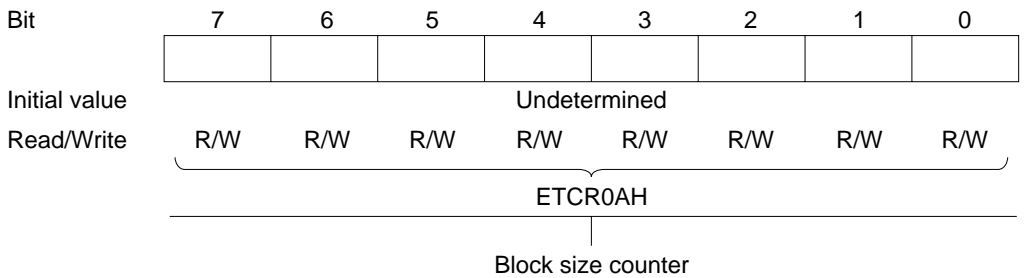 Bit 7 6 5 4 3 2 1 0
Initial value Undetermined
Read/Write R/W R/W R/W R/W R/W R/W R/W R/W
ETCR0AH
Block size counter